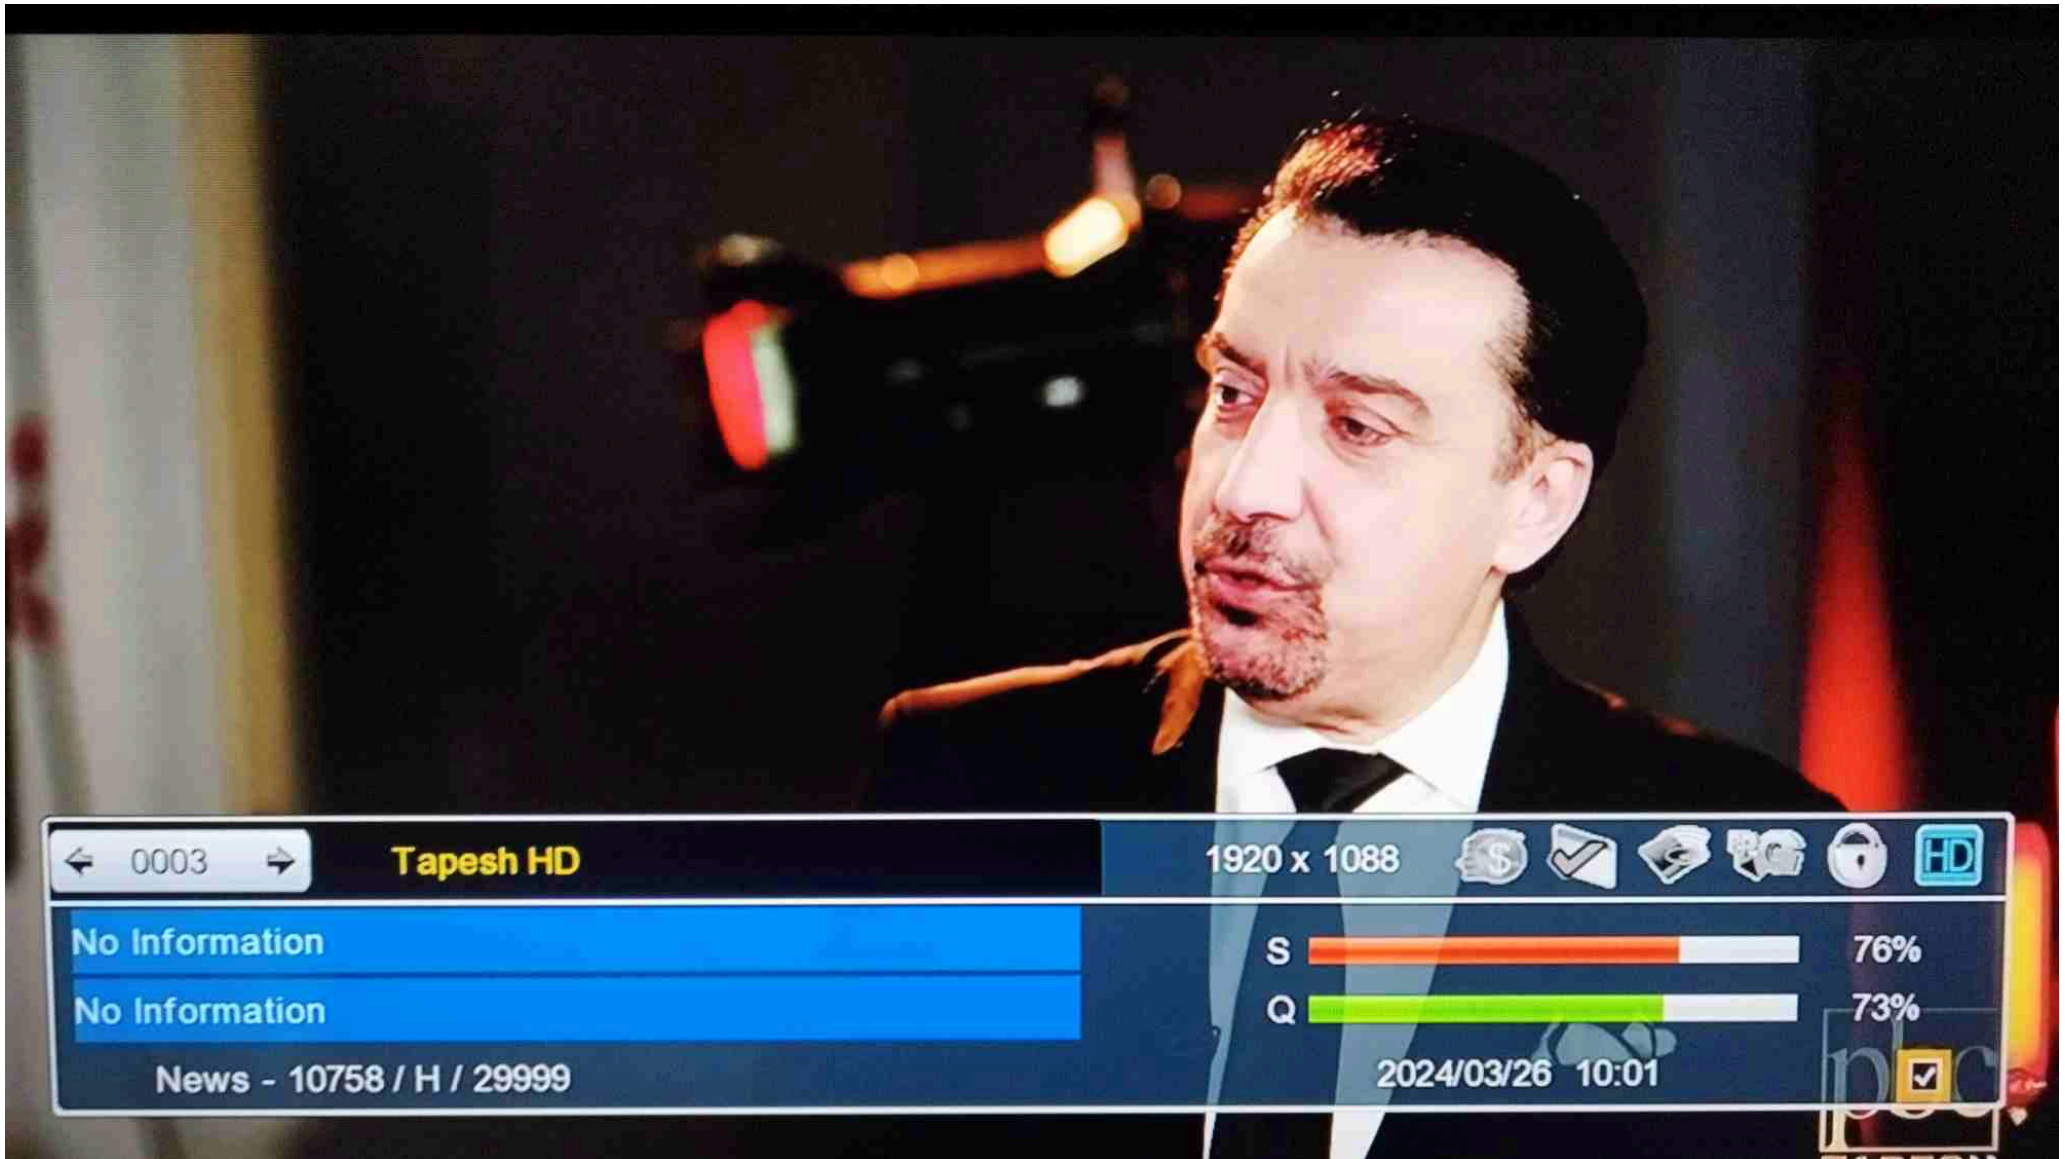 0003
Tapesh HD
1920 x 1088
HD
No Information
S 76%
No Information
Q 73%
News - 10758 / H / 29999
2024/03/26 10:01
pbc